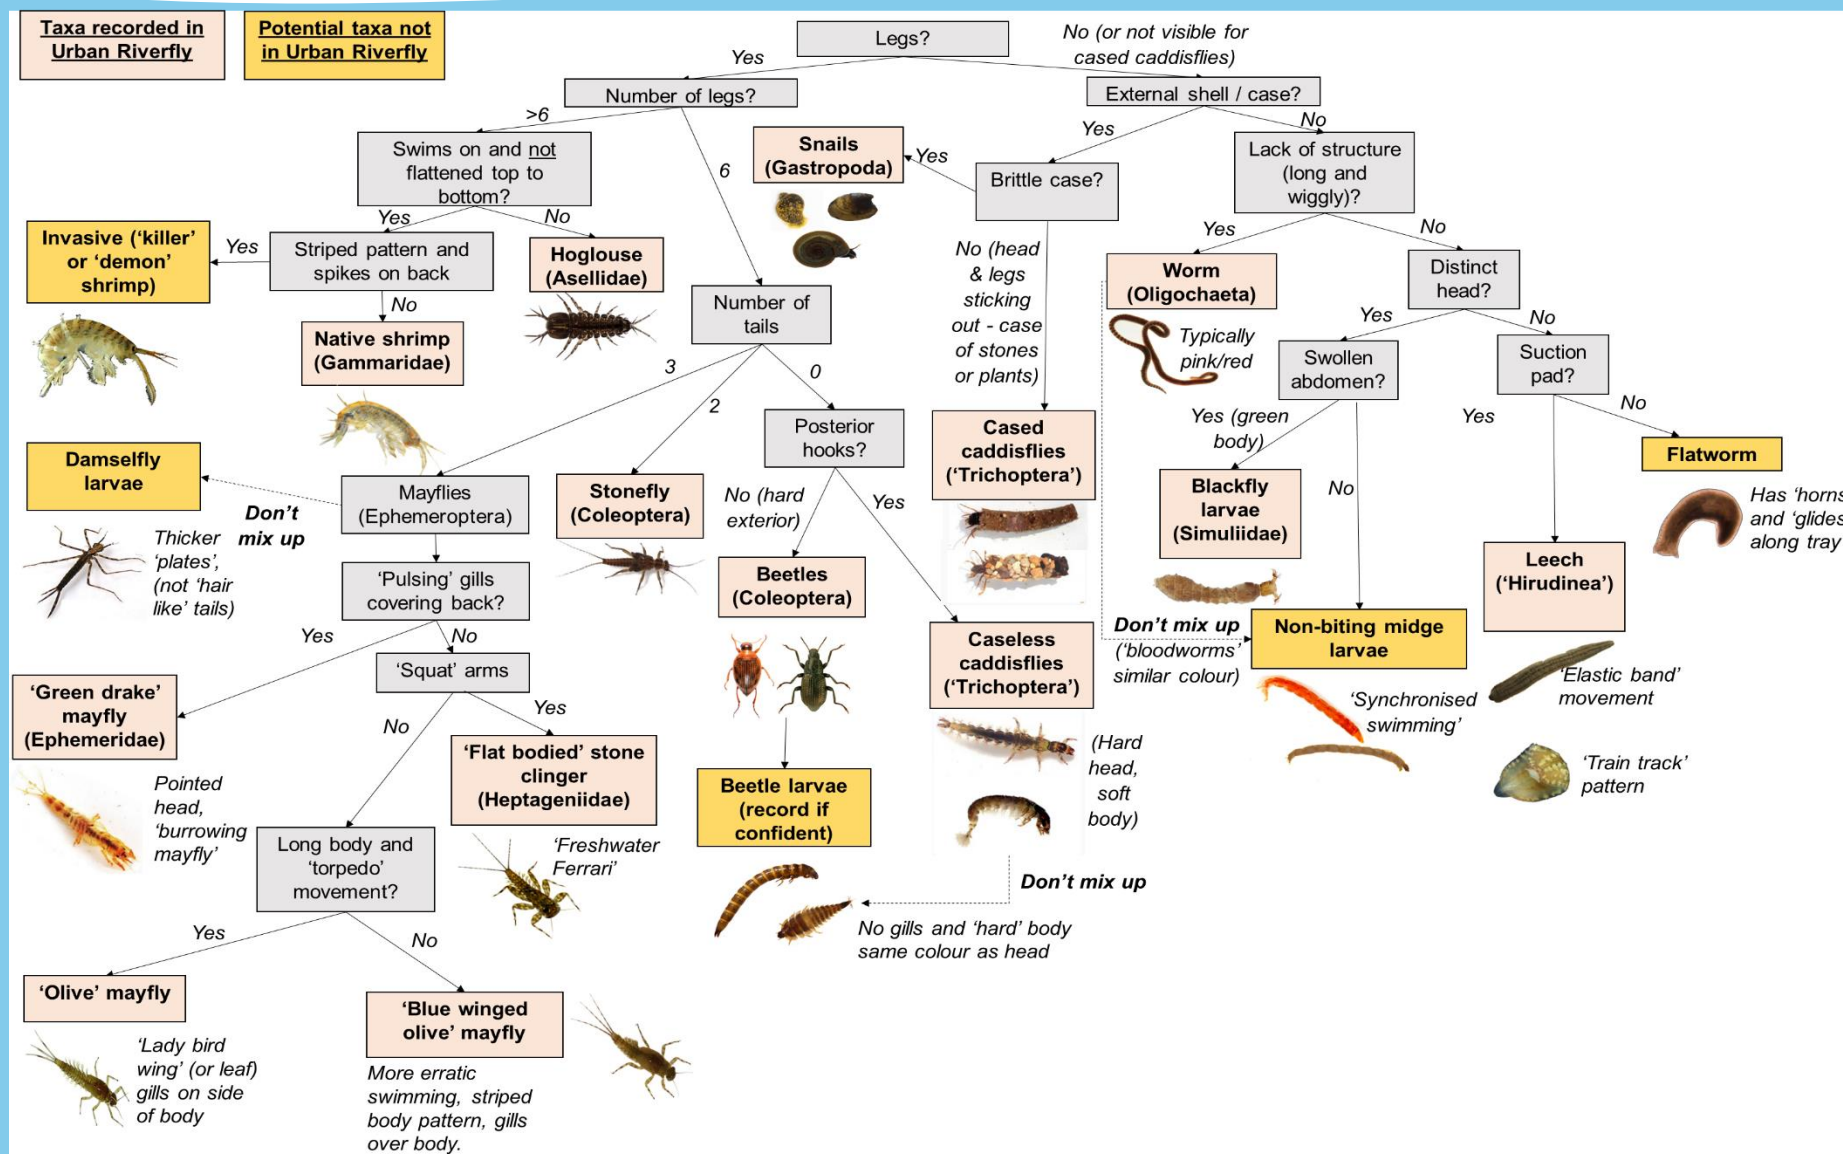 Taxa recorded in
Urban Riverfly
Potential taxa not
in Urban Riverfly
Legs?
Yes
No (or not visible for
cased caddisflies)
Number of legs?
External shell / case?
>6
6
Yes
No
Swims on and not
flattened top to
bottom?
Snails
(Gastropoda)
Yes
Brittle case?
Lack of structure
(long and
wiggly)?
Yes
No
Yes
No
Invasive (‘killer’
or ‘demon’
shrimp)
Yes
Striped pattern and
spikes on back
Hoglouse
(Asellidae)
No (head
& legs
sticking
out - case
of stones
or plants)
Worm
(Oligochaeta)
Distinct
head?
No
Number of
tails
Yes
No
Native shrimp
(Gammaridae)
Typically
pink/red
Swollen
abdomen?
Suction
pad?
3
2
0
Yes (green
body)
No
Yes
No
Posterior
hooks?
Cased
caddisflies
(‘Trichoptera’)
Flatworm
Damselfly
larvae
Mayflies
(Ephemeroptera)
Stonefly
(Coleoptera)
No (hard
exterior)
Yes
Blackfly
larvae
(Simuliidae)
Has ‘horns
and ‘glides
along tray
Don’t
mix up
Thicker
‘plates’,
(not ‘hair
like’ tails)
‘Pulsing’ gills
covering back?
Beetles
(Coleoptera)
Leech
(‘Hirudinea’)
Yes
No
Caseless
caddisflies
(‘Trichoptera’)
Don’t mix up
(‘bloodworms’
similar colour)
Non-biting midge
larvae
‘Squat’ arms
‘Green drake’
mayfly
(Ephemeridae)
No
Yes
‘Elastic band’
movement
‘Synchronised
swimming’
‘Flat bodied’ stone
clinger
(Heptageniidae)
(Hard
head,
soft
body)
‘Train track’
pattern
Pointed
head,
‘burrowing
mayfly’
Beetle larvae
(record if
confident)
Long body and
‘torpedo’
movement?
‘Freshwater
Ferrari’
Don’t mix up
No gills and ‘hard’ body
same colour as head
Yes
No
‘Olive’ mayfly
‘Blue winged
olive’ mayfly
‘Lady bird
wing’ (or leaf)
gills on side
of body
More erratic
swimming, striped
body pattern, gills
over body.